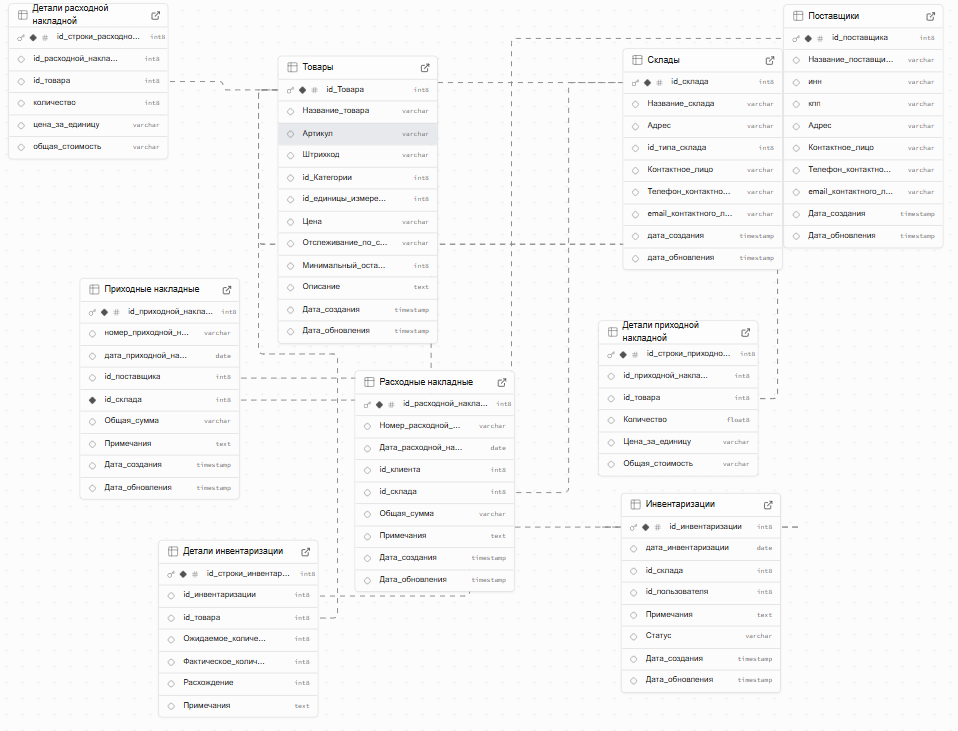 Детали расходной
накладной
id_строки_расходно... int8
id_расходной_накла... int8
id_товара int8
количество int8
цена_за_единицу varchar
общая_стоимость varchar
Товары
id_Товара int8
Название_товара varchar
Артикул varchar
Штрихкод varchar
id_Категории int8
id_единицы_измере... int8
Цена varchar
Отслеживание_по_с... varchar
Минимальный_оста... int8
Описание text
Дата_создания timestamp
Дата_обновления timestamp
Склады
id_склада int8
Название_склада varchar
Адрес varchar
id_типа_склада int8
Контактное_лицо varchar
Телефон_контактно... varchar
email_контактного_л... varchar
дата_создания timestamp
дата_обновления timestamp
Поставщики
id_поставщика int8
Название_поставщи... varchar
инн varchar
кпп varchar
Адрес varchar
Контактное_лицо varchar
Телефон_контактно... varchar
email_контактного_л... varchar
Дата_создания timestamp
Дата_обновления timestamp
Приходные накладные
id_приходной_накла... int8
номер_приходной_н... varchar
дата_приходной_на... date
id_поставщика int8
id_склада int8
Общая_сумма varchar
Примечания text
Дата_создания timestamp
Дата_обновления timestamp
Расходные накладные
id_расходной_накла... int8
Номер_расходной_... varchar
Дата_расходной_на... date
id_клиента int8
id_склада int8
Общая_сумма varchar
Примечания text
Дата_создания timestamp
Дата_обновления timestamp
Детали приходной
накладной
id_строки_приходно... int8
id_приходной_накла... int8
id_товара int8
Количество float8
Цена_за_единицу varchar
Общая_стоимость varchar
Детали инвентаризации
id_строки_инвентар... int8
id_инвентаризации int8
id_товара int8
Ожидаемое_количе... int8
Фактическое_колич... int8
Расхождение int8
Примечания text
Инвентаризации
id_инвентаризации int8
дата_инвентаризации date
id_склада int8
id_пользователя int8
Примечания text
Статус varchar
Дата_создания timestamp
Дата_обновления timestamp